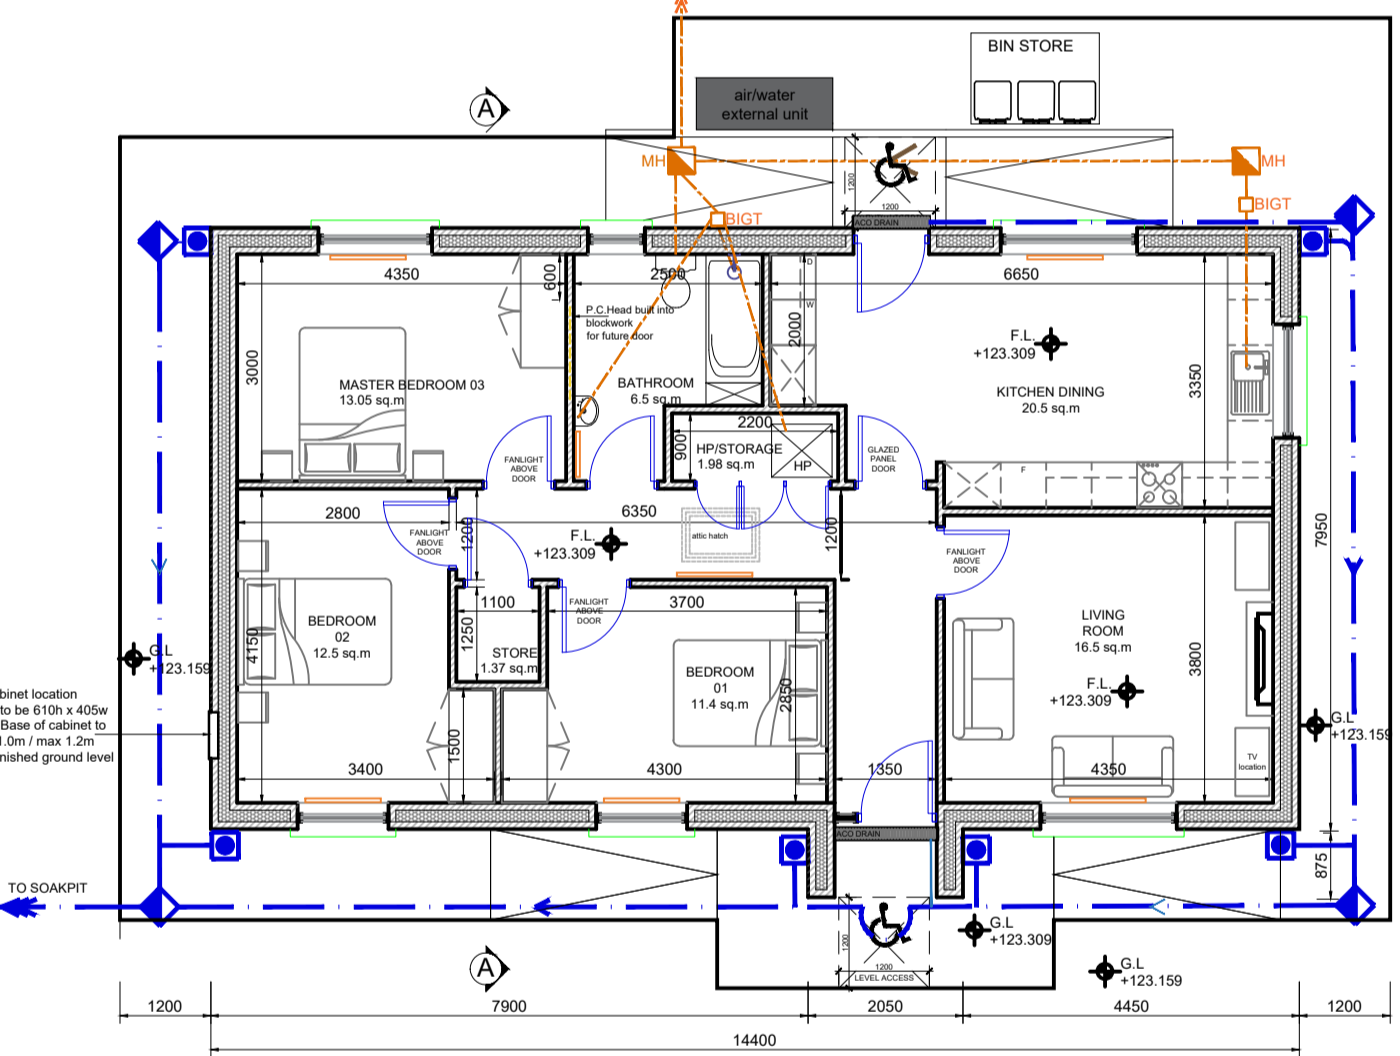 BIN STORE
air/water
external unit
A
MH
MH
1200
1200
BIGT
BIGT
ACO DRAIN
4350
600
2500
6650
D
W
P.C.Head built into
blockwork
for future door
2000
F.L.
+123.309
3000
MASTER BEDROOM 03
13.05 sq.m
BATHROOM
6.5 sq.m
KITCHEN DINING
20.5 sq.m
3350
2200
900
HP/STORAGE
1.98 sq.m
HP
FANLIGHT
ABOVE
DOOR
GLAZED
PANEL
DOOR
F
2800
1200
6350
1200
FANLIGHT
ABOVE
DOOR
F.L.
+123.309
attic hatch
FANLIGHT
ABOVE
DOOR
7950
1100
FANLIGHT
ABOVE
DOOR
3700
BEDROOM
02
12.5 sq.m
4150
1250
STORE
1.37 sq.m
BEDROOM
01
11.4 sq.m
2850
LIVING
ROOM
16.5 sq.m
3800
F.L.
+123.309
G.L
+123.159
G.L
+123.159
binet location
to be 610h x 405w
Base of cabinet to
1.0m / max 1.2m
nished ground level
1500
3400
4300
1350
4350
TV
location
ACO DRAIN
875
TO SOAKPIT
1200
1200
LEVEL ACCESS
G.L
+123.309
G.L
+123.159
A
1200
7900
2050
4450
1200
14400